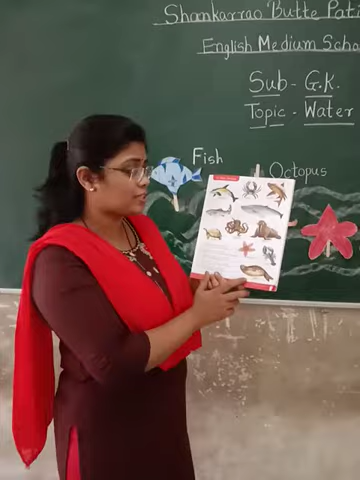 Shankarrao Butte Pati
English Medium Scho
Sub - G.K.
Topic - Water
Fish
Octopus